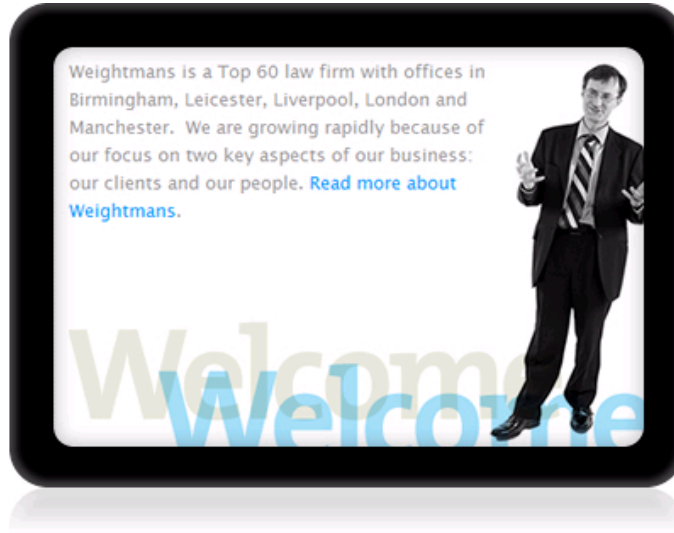 Weightmans is a Top 60 law firm with offices in
Birmingham, Leicester, Liverpool, London and
Manchester.  We are growing rapidly because of
our focus on two key aspects of our business:
our clients and our people. Read more about
Weightmans.
Welcome
Welcome